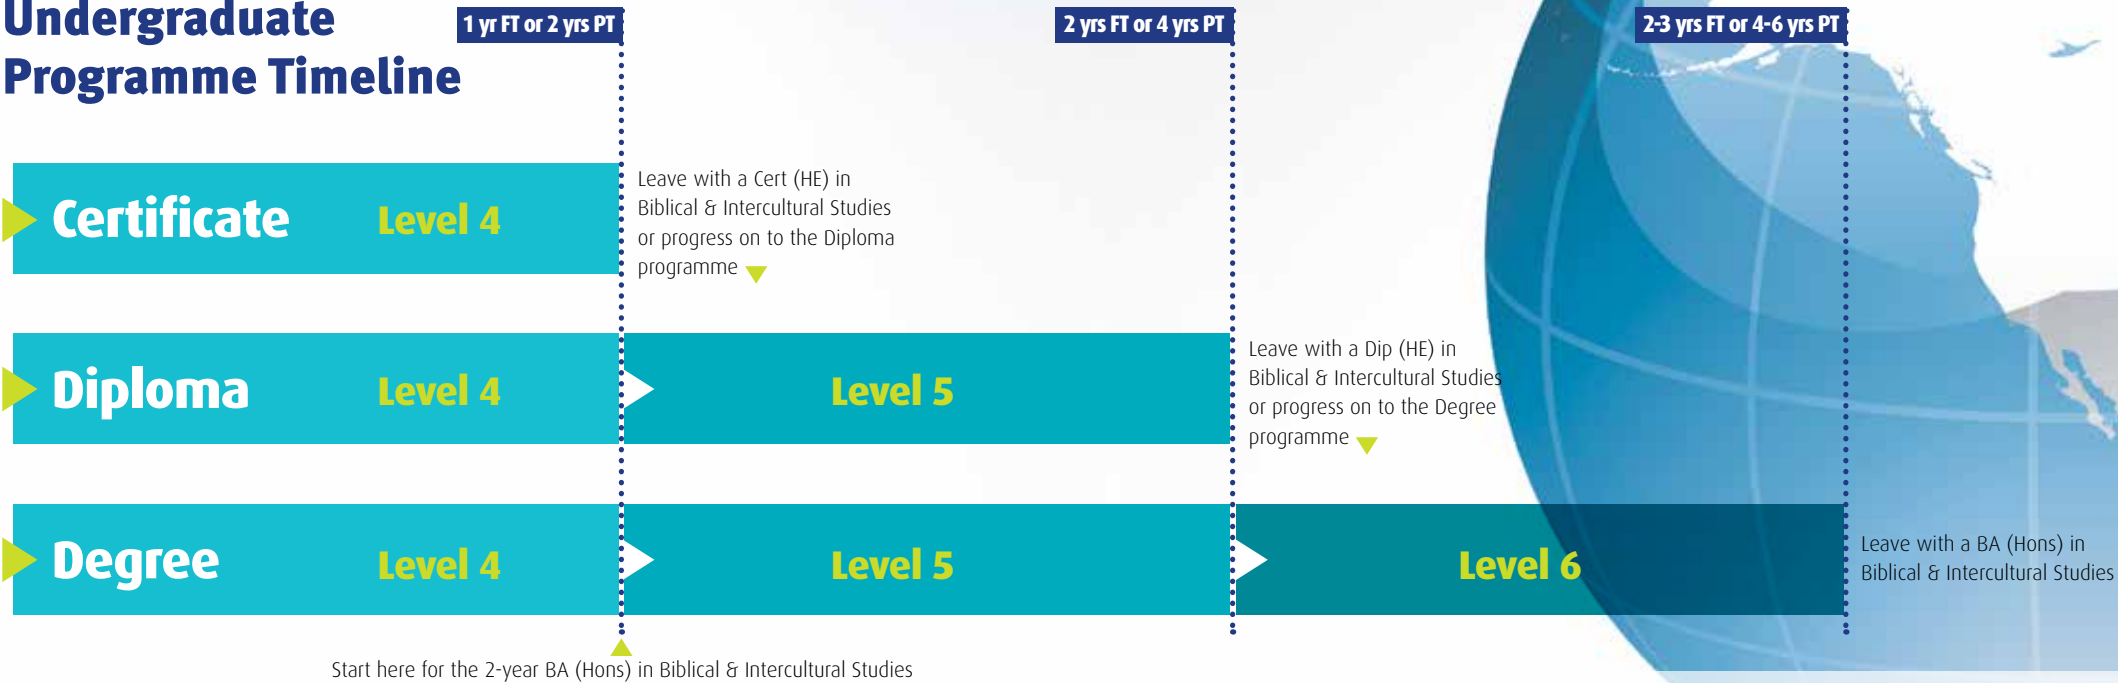 Undergraduate
Programme Timeline
1 yr FT or 2 yrs PT
2 yrs FT or 4 yrs PT
2-3 yrs FT or 4-6 yrs PT
Certificate
Level 4
Leave with a Cert (HE) in
Biblical & Intercultural Studies
or progress on to the Diploma
programme
Diploma
Level 4
Level 5
Leave with a Dip (HE) in
Biblical & Intercultural Studies
or progress on to the Degree
programme
Degree
Level 4
Level 5
Level 6
Leave with a BA (Hons) in
Biblical & Intercultural Studies
Start here for the 2-year BA (Hons) in Biblical & Intercultural Studies